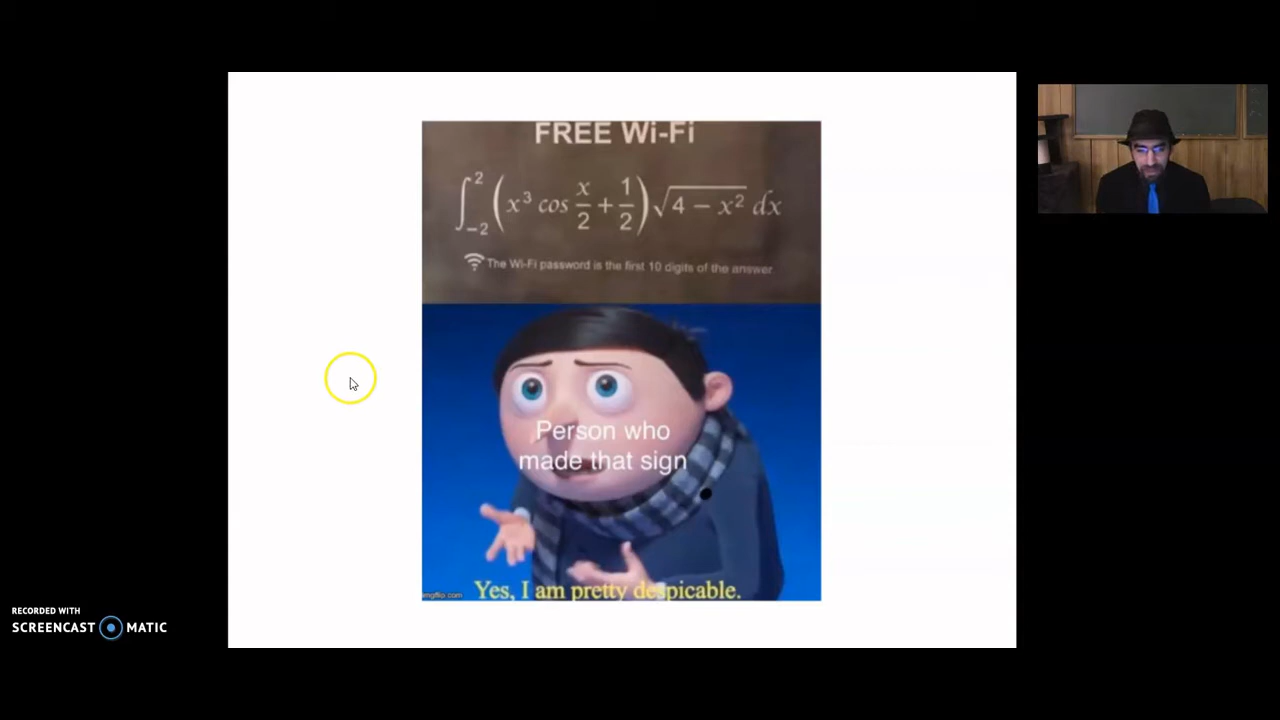 FREE Wi-Fi
∫_{-2}^{2} (x³ cos x/2 + 1/2) √(4 − x²) dx
The Wi-Fi password is the first 10 digits of the answer
Person who
made that sign
Yes, I am pretty despicable.
imgflip.com
RECORDED WITH
SCREENCAST MATIC